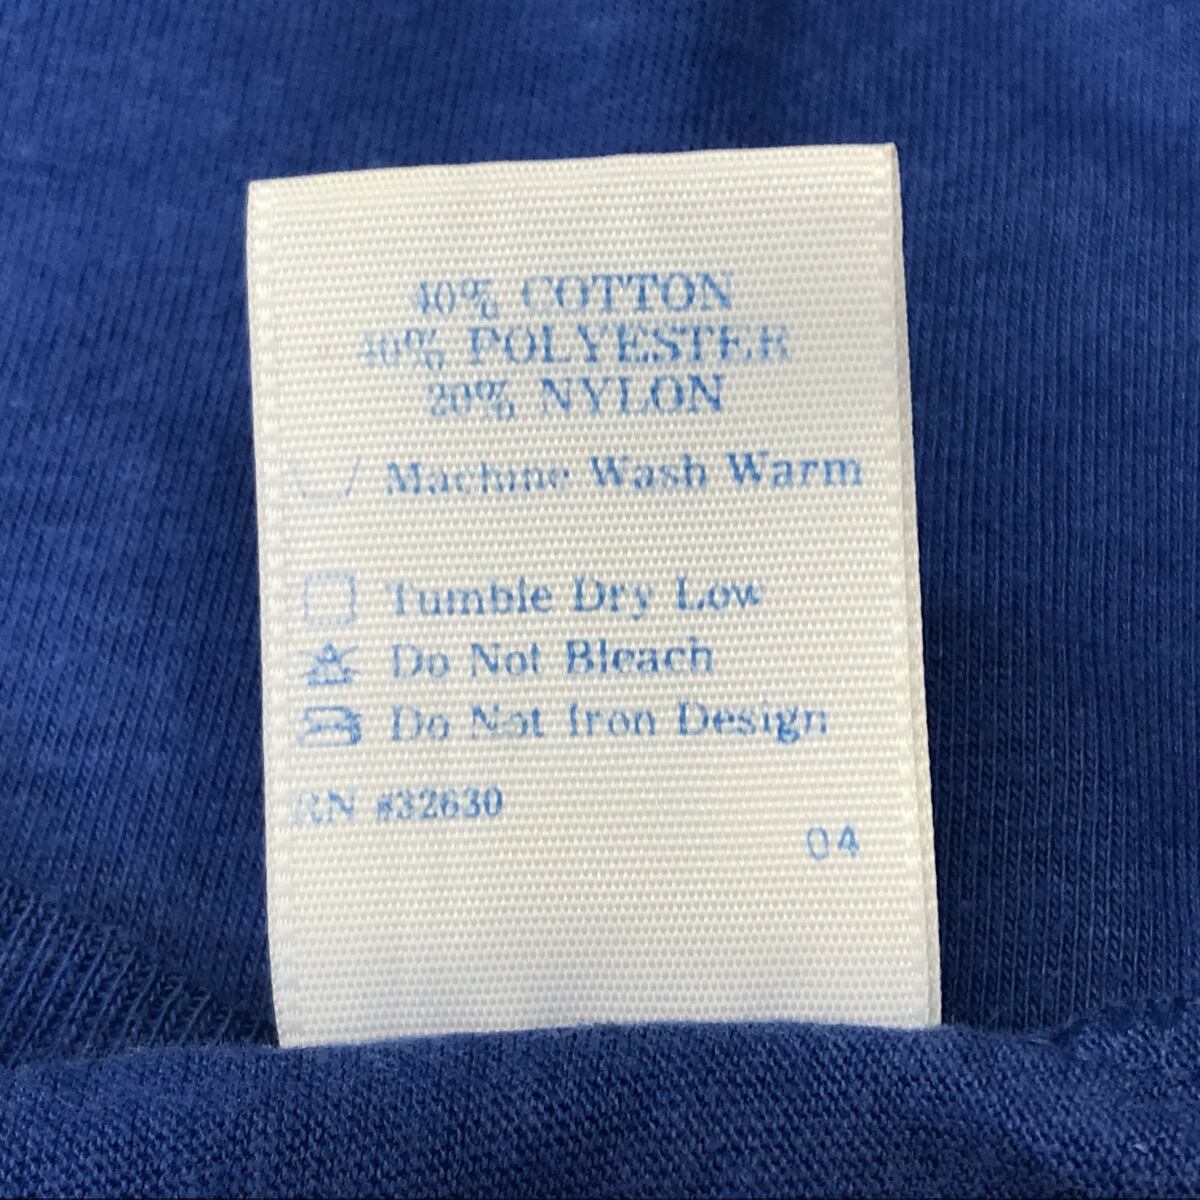 40% COTTON
40% POLYESTER
20% NYLON
Machine Wash Warm
Tumble Dry Low
Do Not Bleach
Do Not Iron Design
RN #32630
04